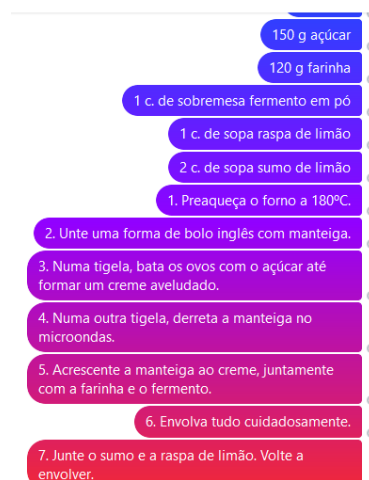 150 g açúcar
120 g farinha
1 c. de sobremesa fermento em pó
1 c. de sopa raspa de limão
2 c. de sopa sumo de limão
1. Preaqueça o forno a 180ºC.
2. Unte uma forma de bolo inglês com manteiga.
3. Numa tigela, bata os ovos com o açúcar até
formar um creme aveludado.
4. Numa outra tigela, derreta a manteiga no
microondas.
5. Acrescente a manteiga ao creme, juntamente
com a farinha e o fermento.
6. Envolva tudo cuidadosamente.
7. Junte o sumo e a raspa de limão. Volte a
envolver.